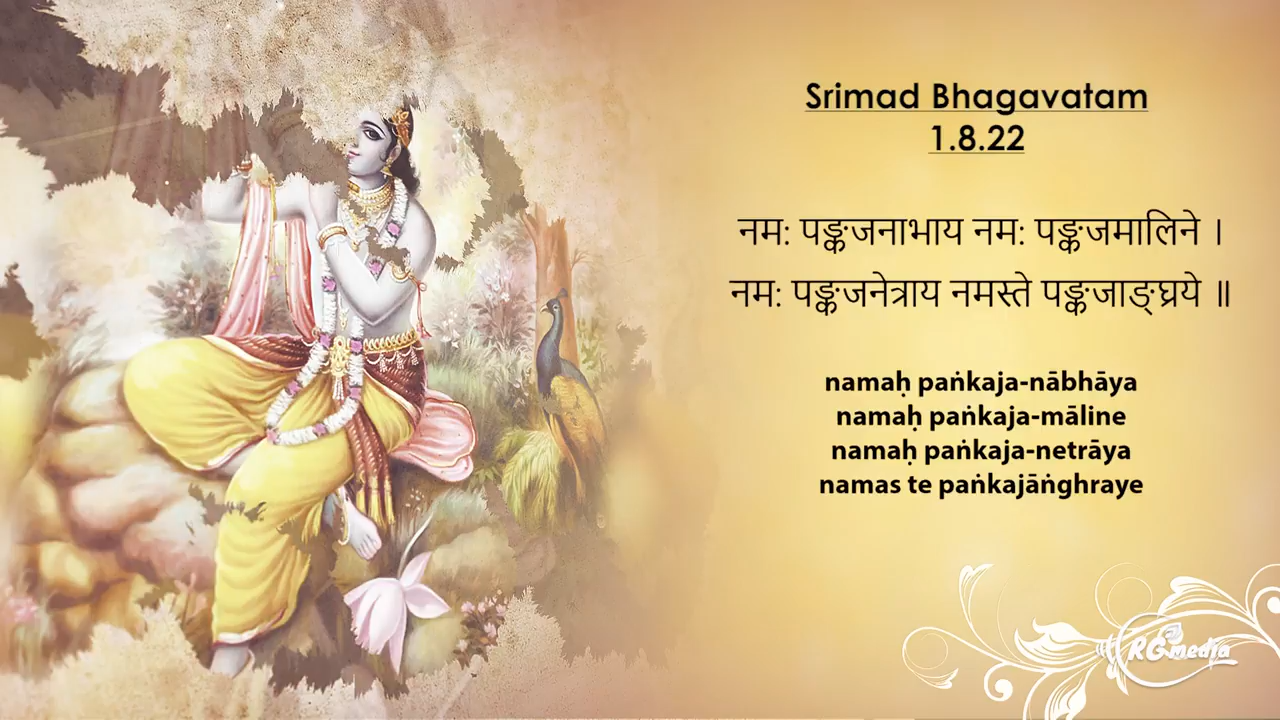 Srimad Bhagavatam
1.8.22
नमः पङ्कजनाभाय नमः पङ्कजमालिने ।
नमः पङ्कजनेत्राय नमस्ते पङ्कजाङ्‌घ्रये ॥
namaḥ paṅkaja-nābhāya
namaḥ paṅkaja-māline
namaḥ paṅkaja-netrāya
namas te paṅkajāṅghraye
RGmedia